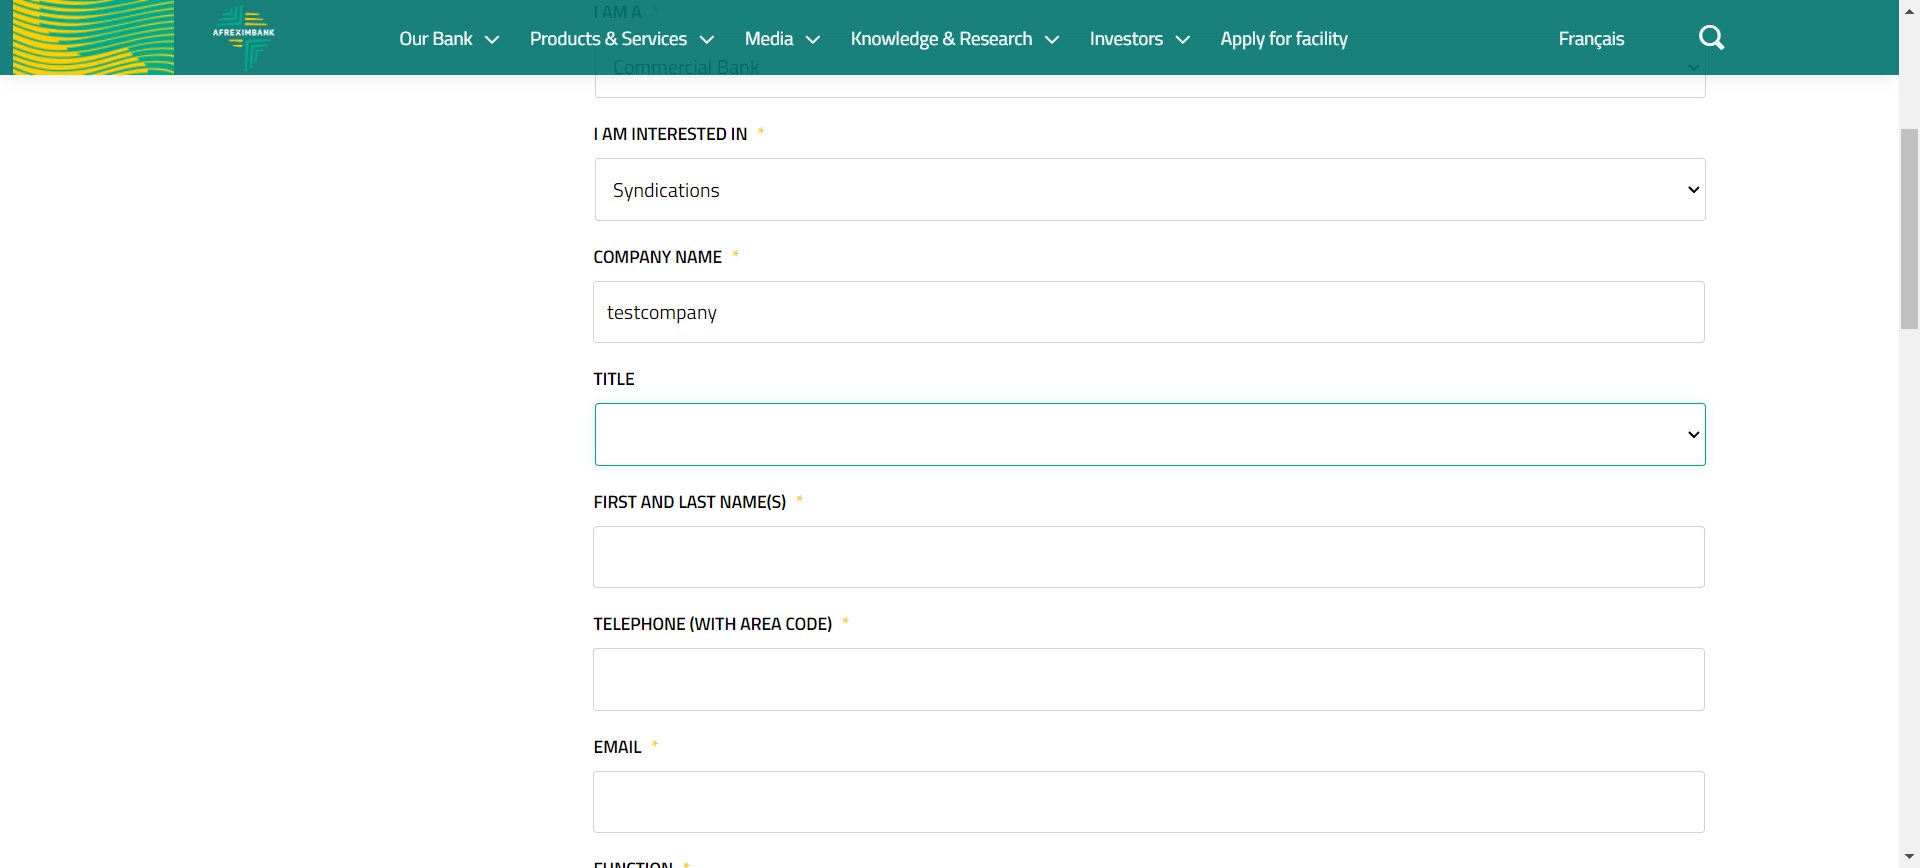 I AM A *
AFREXIMBANK
Our Bank
Products & Services
Media
Knowledge & Research
Investors
Apply for facility
Français
Commercial Bank
I AM INTERESTED IN *
Syndications
COMPANY NAME *
testcompany
TITLE
FIRST AND LAST NAME(S) *
TELEPHONE (WITH AREA CODE) *
EMAIL *
FUNCTION *